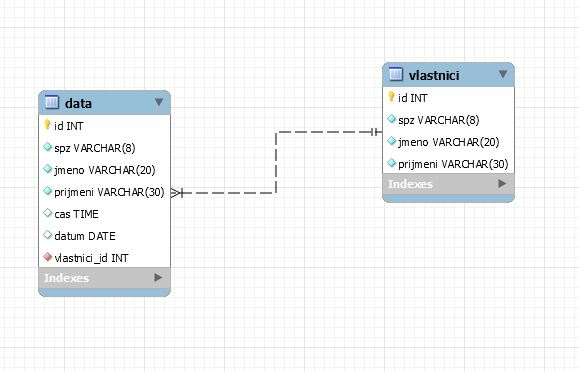 data
id INT
spz VARCHAR(8)
jmeno VARCHAR(20)
prijmeni VARCHAR(30)
cas TIME
datum DATE
vlastnici_id INT
Indexes
vlastnici
id INT
spz VARCHAR(8)
jmeno VARCHAR(20)
prijmeni VARCHAR(30)
Indexes